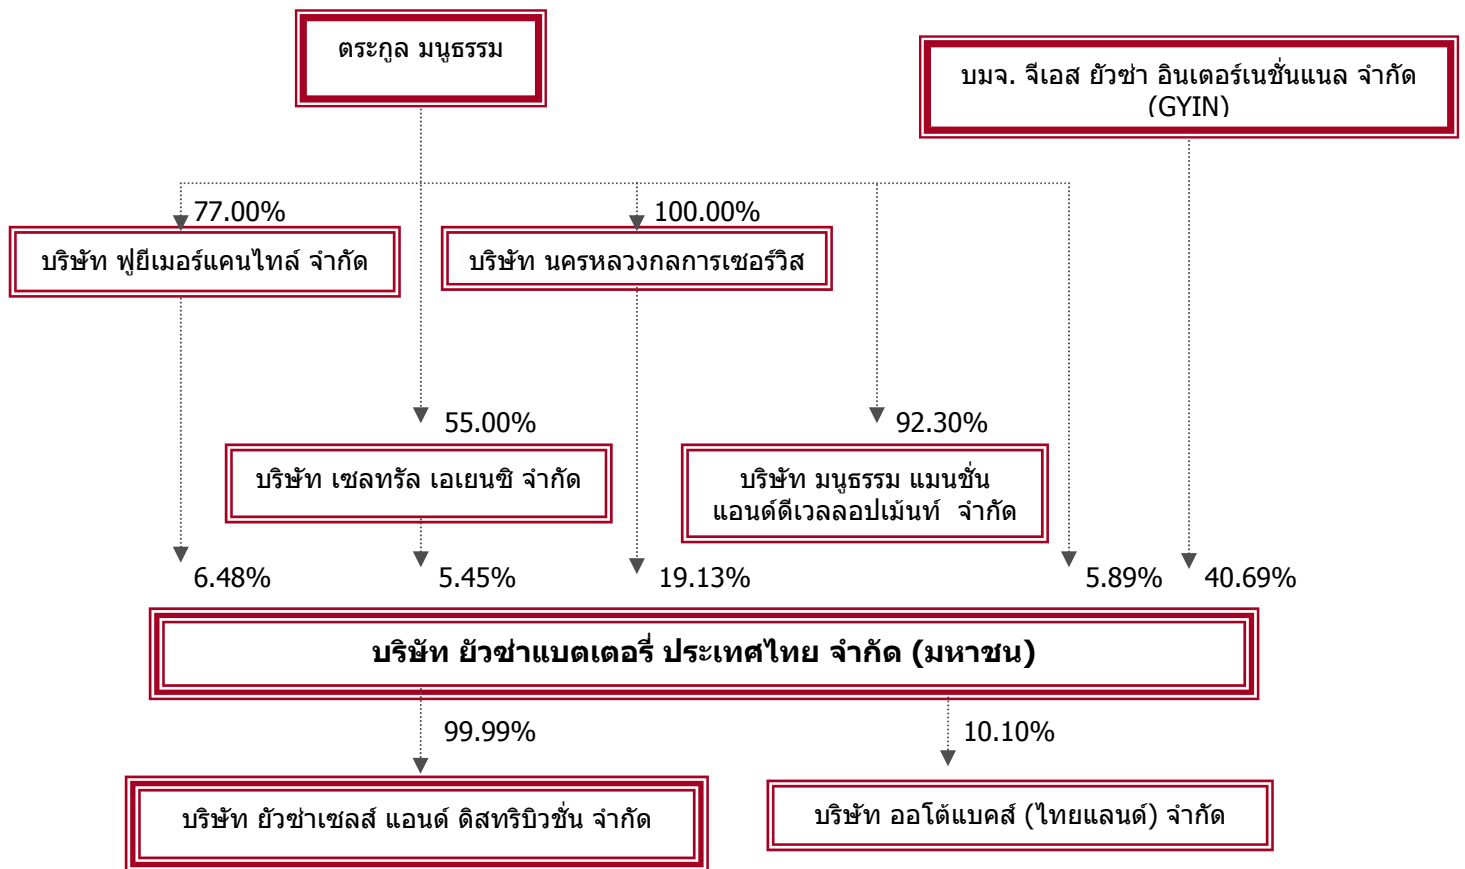 ตระกูล มนูธรรม
บมจ. จีเอส ยัวซ่า อินเตอร์เนชั่นแนล จำกัด
(GYIN)
77.00%
100.00%
บริษัท ฟูยีเมอร์แคนไทล์ จำกัด
บริษัท นครหลวงกลการเซอร์วิส
55.00%
92.30%
บริษัท เซลทรัล เอเยนซิ จำกัด
บริษัท มนูธรรม แมนชั่น
แอนด์ดีเวลลอปเม้นท์ จำกัด
6.48%
5.45%
19.13%
5.89%
40.69%
บริษัท ยัวซ่าแบตเตอรี่ ประเทศไทย จำกัด (มหาชน)
99.99%
10.10%
บริษัท ยัวซ่าเซลส์ แอนด์ ดิสทริบิวชั่น จำกัด
บริษัท ออโต้แบคส์ (ไทยแลนด์) จำกัด